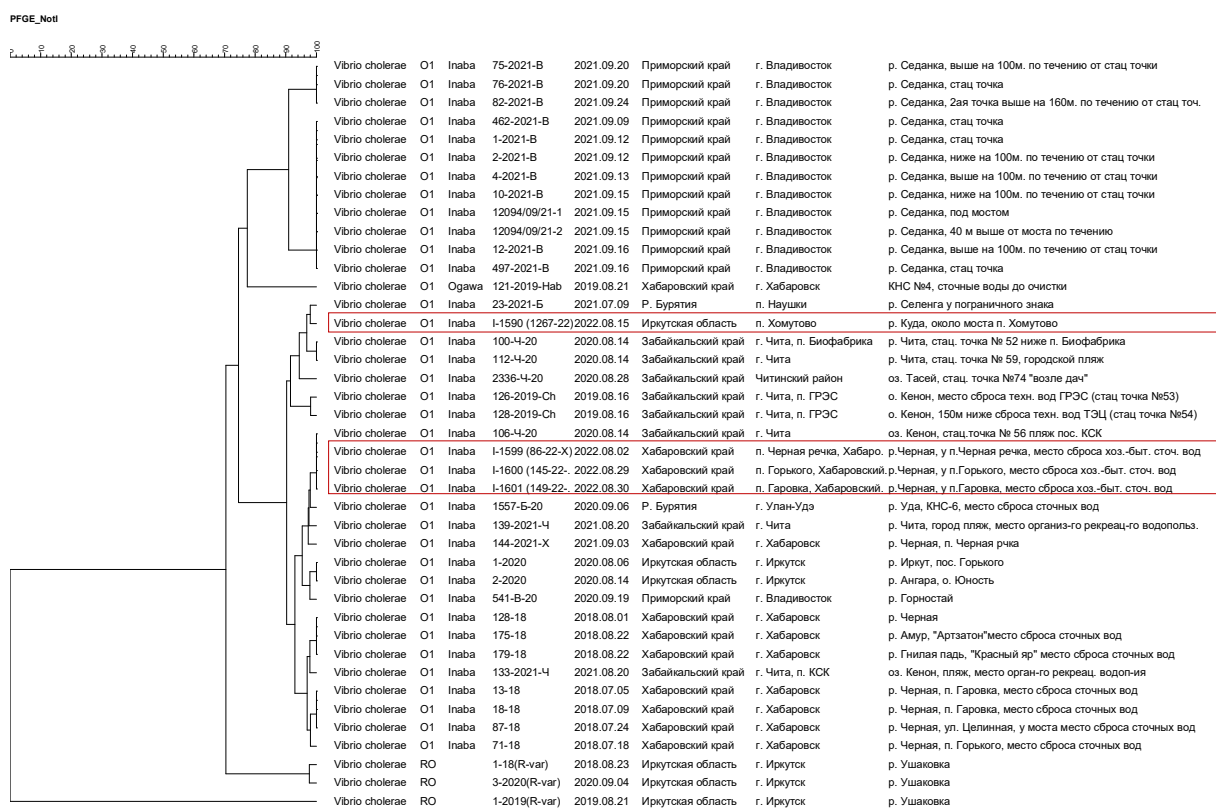 PFGE_NotI
0 10 20 30 40 50 60 70 80 90 100
Vibrio cholerae O1 Inaba 75-2021-В 2021.09.20 Приморский край г. Владивосток р. Седанка, выше на 100м. по течению от стац точки
Vibrio cholerae O1 Inaba 76-2021-В 2021.09.20 Приморский край г. Владивосток р. Седанка, стац точка
Vibrio cholerae O1 Inaba 82-2021-В 2021.09.24 Приморский край г. Владивосток р. Седанка, 2ая точка выше на 160м. по течению от стац точ.
Vibrio cholerae O1 Inaba 462-2021-В 2021.09.09 Приморский край г. Владивосток р. Седанка, стац точка
Vibrio cholerae O1 Inaba 1-2021-В 2021.09.12 Приморский край г. Владивосток р. Седанка, стац точка
Vibrio cholerae O1 Inaba 2-2021-В 2021.09.12 Приморский край г. Владивосток р. Седанка, ниже на 100м. по течению от стац точки
Vibrio cholerae O1 Inaba 4-2021-В 2021.09.13 Приморский край г. Владивосток р. Седанка, выше на 100м. по течению от стац точки
Vibrio cholerae O1 Inaba 10-2021-В 2021.09.15 Приморский край г. Владивосток р. Седанка, ниже на 100м. по течению от стац точки
Vibrio cholerae O1 Inaba 12094/09/21-1 2021.09.15 Приморский край г. Владивосток р. Седанка, под мостом
Vibrio cholerae O1 Inaba 12094/09/21-2 2021.09.15 Приморский край г. Владивосток р. Седанка, 40 м выше от моста по течению
Vibrio cholerae O1 Inaba 12-2021-В 2021.09.16 Приморский край г. Владивосток р. Седанка, выше на 100м. по течению от стац точки
Vibrio cholerae O1 Inaba 497-2021-В 2021.09.16 Приморский край г. Владивосток р. Седанка, стац точка
Vibrio cholerae O1 Ogawa 121-2019-Hab 2019.08.21 Хабаровский край г. Хабаровск КНС №4, сточные воды до очистки
Vibrio cholerae O1 Inaba 23-2021-Б 2021.07.09 Р. Бурятия п. Наушки р. Селенга у пограничного знака
Vibrio cholerae O1 Inaba I-1590 (1267-22) 2022.08.15 Иркутская область п. Хомутово р. Куда, около моста п. Хомутово
Vibrio cholerae O1 Inaba 100-Ч-20 2020.08.14 Забайкальский край г. Чита, п. Биофабрика р. Чита, стац. точка № 52 ниже п. Биофабрика
Vibrio cholerae O1 Inaba 112-Ч-20 2020.08.14 Забайкальский край г. Чита р. Чита, стац. точка № 59, городской пляж
Vibrio cholerae O1 Inaba 2336-Ч-20 2020.08.28 Забайкальский край Читинский район оз. Тасей, стац. точка №74 "возле дач"
Vibrio cholerae O1 Inaba 126-2019-Ch 2019.08.16 Забайкальский край г. Чита, п. ГРЭС о. Кенон, место сброса техн. вод ГРЭС (стац точка №53)
Vibrio cholerae O1 Inaba 128-2019-Ch 2019.08.16 Забайкальский край г. Чита, п. ГРЭС о. Кенон, 150м ниже сброса техн. вод ТЭЦ (стац точка №54)
Vibrio cholerae O1 Inaba 106-Ч-20 2020.08.14 Забайкальский край г. Чита оз. Кенон, стац.точка № 56 пляж пос. КСК
Vibrio cholerae O1 Inaba I-1599 (86-22-Х) 2022.08.02 Хабаровский край п. Черная речка, Хабаро. р.Черная, у п.Черная речка, место сброса хоз.-быт. сточ. вод
Vibrio cholerae O1 Inaba I-1600 (145-22-. 2022.08.29 Хабаровский край п. Горького, Хабаровский. р.Черная, у п.Горького, место сброса хоз.-быт. сточ. вод
Vibrio cholerae O1 Inaba I-1601 (149-22-. 2022.08.30 Хабаровский край п. Гаровка, Хабаровский. р.Черная, у п.Гаровка, место сброса хоз.-быт. сточ. вод
Vibrio cholerae O1 Inaba 1557-Б-20 2020.09.06 Р. Бурятия г. Улан-Удэ р. Уда, КНС-6, место сброса сточных вод
Vibrio cholerae O1 Inaba 139-2021-Ч 2021.08.20 Забайкальский край г. Чита р. Чита, город пляж, место организ-го рекреац-го водопольз.
Vibrio cholerae O1 Inaba 144-2021-Х 2021.09.03 Хабаровский край г. Хабаровск р. Черная, п. Черная рчка
Vibrio cholerae O1 Inaba 1-2020 2020.08.06 Иркутская область г. Иркутск р. Иркут, пос. Горького
Vibrio cholerae O1 Inaba 2-2020 2020.08.14 Иркутская область г. Иркутск р. Ангара, о. Юность
Vibrio cholerae O1 Inaba 541-В-20 2020.09.19 Приморский край г. Владивосток р. Горностай
Vibrio cholerae O1 Inaba 128-18 2018.08.01 Хабаровский край г. Хабаровск р. Черная
Vibrio cholerae O1 Inaba 175-18 2018.08.22 Хабаровский край г. Хабаровск р. Амур, "Артзатон"место сброса сточных вод
Vibrio cholerae O1 Inaba 179-18 2018.08.22 Хабаровский край г. Хабаровск р. Гнилая падь, "Красный яр" место сброса сточных вод
Vibrio cholerae O1 Inaba 133-2021-Ч 2021.08.20 Забайкальский край г. Чита, п. КСК оз. Кенон, пляж, место орган-го рекреац. водоп-ия
Vibrio cholerae O1 Inaba 13-18 2018.07.05 Хабаровский край г. Хабаровск р. Черная, п. Гаровка, место сброса сточных вод
Vibrio cholerae O1 Inaba 18-18 2018.07.09 Хабаровский край г. Хабаровск р. Черная, п. Гаровка, место сброса сточных вод
Vibrio cholerae O1 Inaba 87-18 2018.07.24 Хабаровский край г. Хабаровск р. Черная, ул. Целинная, у моста место сброса сточных вод
Vibrio cholerae O1 Inaba 71-18 2018.07.18 Хабаровский край г. Хабаровск р. Черная, п. Горького, место сброса сточных вод
Vibrio cholerae RO 1-18(R-var) 2018.08.23 Иркутская область г. Иркутск р. Ушаковка
Vibrio cholerae RO 3-2020(R-var) 2020.09.04 Иркутская область г. Иркутск р. Ушаковка
Vibrio cholerae RO 1-2019(R-var) 2019.08.21 Иркутская область г. Иркутск р. Ушаковка